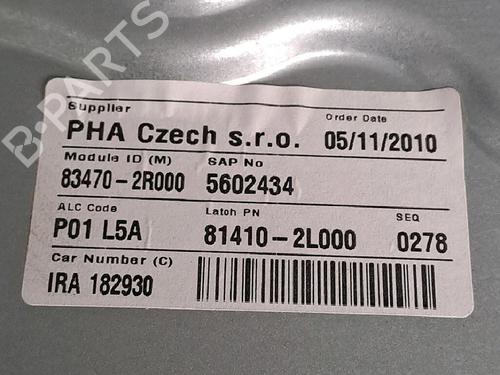 B-PARTS
Supplier Order Date
PHA Czech s.r.o. 05/11/2010
Module ID (M) SAP No
83470-2R000 5602434
ALC Code Latch PN SEQ
P01 L5A 81410-2L000 0278
Car Number (C)
IRA 182930